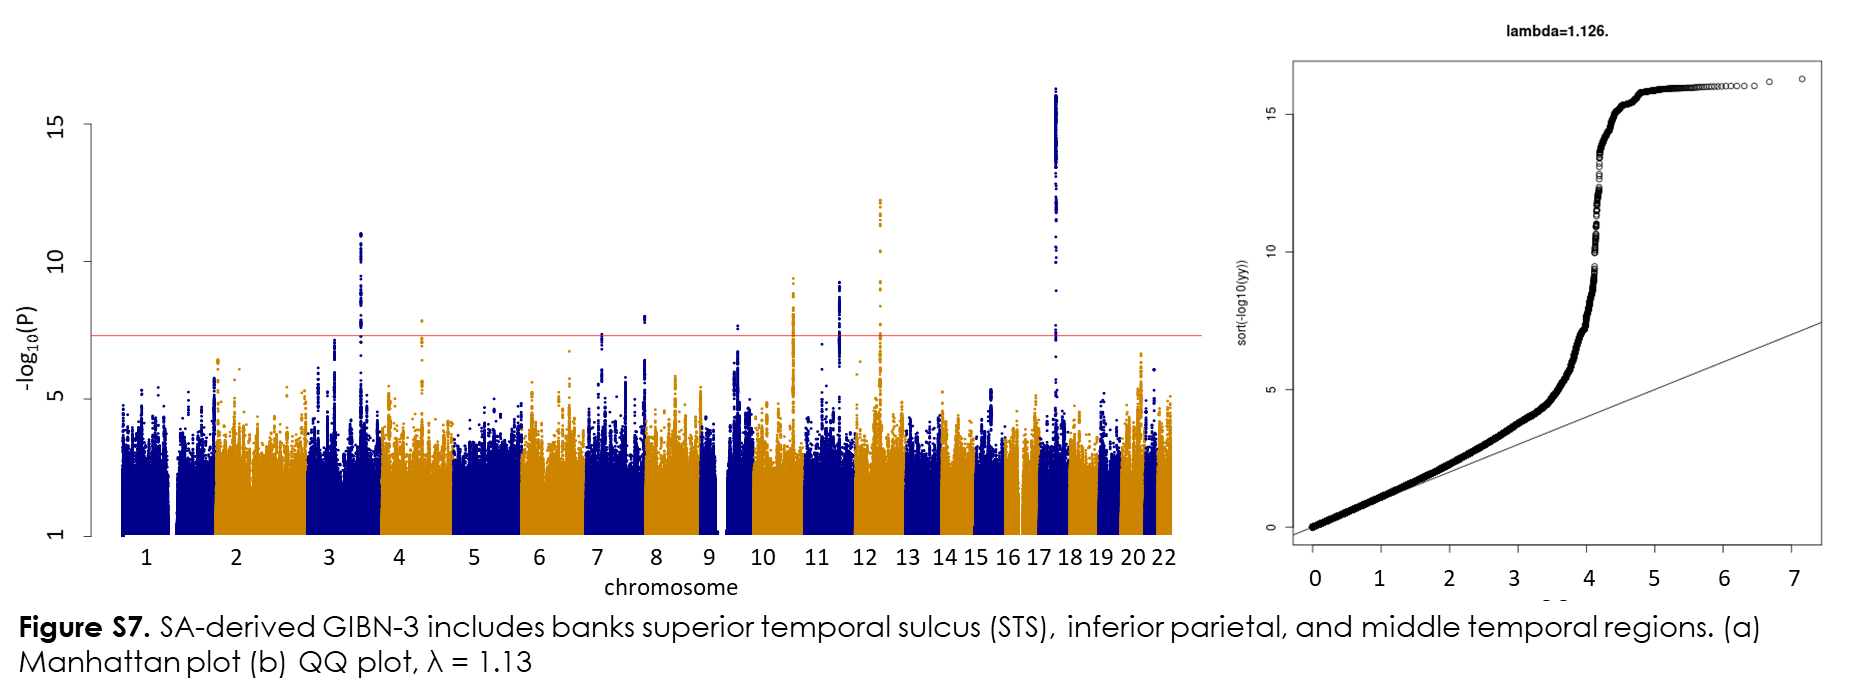 lambda=1.126.
15
10
5
1
-log10(P)
1 2 3 4 5 6 7 8 9 10 11 12 13 14 15 16 17 18 19 20 22
chromosome
15
10
5
0
sort(-log10(yy))
0 1 2 3 4 5 6 7
Figure S7. SA-derived GIBN-3 includes banks superior temporal sulcus (STS), inferior parietal, and middle temporal regions. (a)
Manhattan plot (b) QQ plot, λ = 1.13